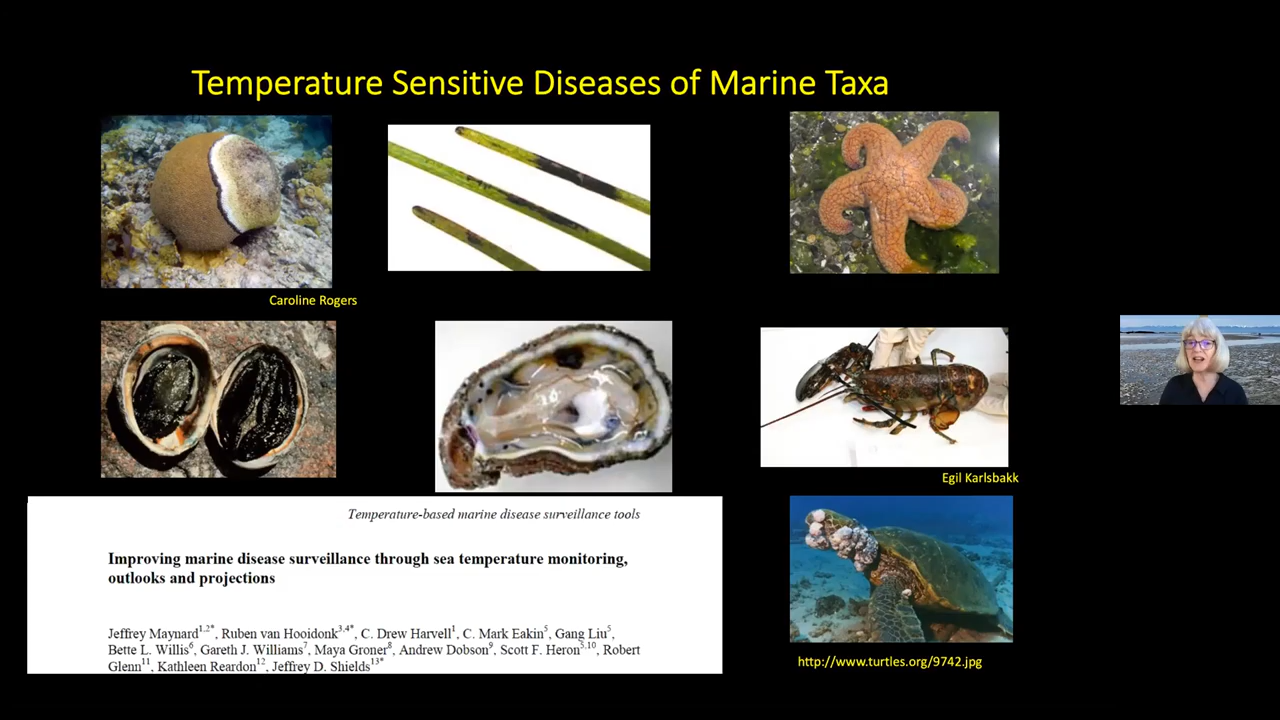 Temperature Sensitive Diseases of Marine Taxa
Caroline Rogers
Egil Karlsbakk
Temperature-based marine disease surveillance tools
Improving marine disease surveillance through sea temperature monitoring,
outlooks and projections
Jeffrey Maynard1,2*, Ruben van Hooidonk3,4*, C. Drew Harvell1, C. Mark Eakin5, Gang Liu5,
Bette L. Willis6, Gareth J. Williams7, Maya Groner8, Andrew Dobson9, Scott F. Heron5,10, Robert
Glenn11, Kathleen Reardon12, Jeffrey D. Shields13*
http://www.turtles.org/9742.jpg